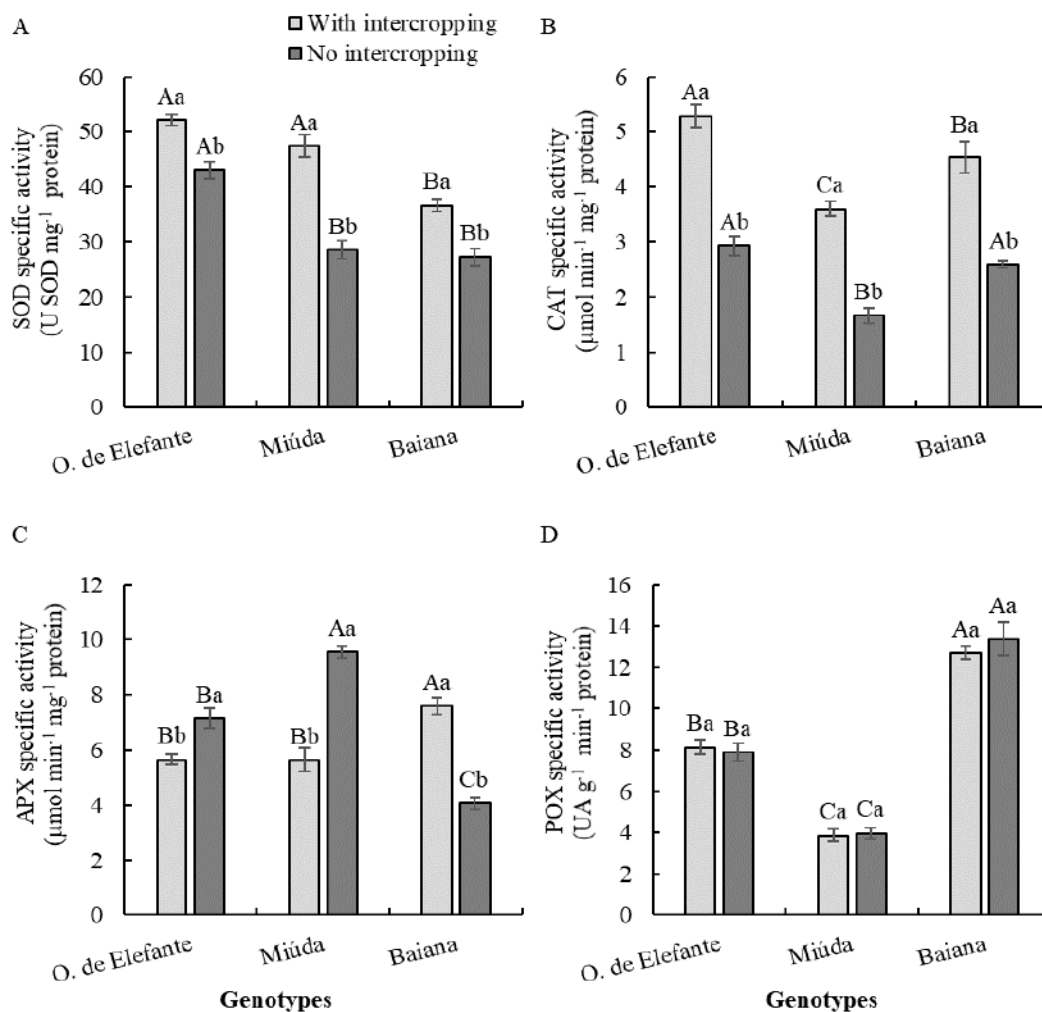 A
With intercropping
No intercropping
B
SOD specific activity
(U SOD mg⁻¹ protein)
60
50
40
30
20
10
0
Aa
Ab
Aa
Bb
Ba
Bb
O. de Elefante
Miúda
Baiana
CAT specific activity
(μmol min⁻¹ mg⁻¹ protein)
6
5
4
3
2
1
0
Aa
Ab
Ca
Bb
Ba
Ab
O. de Elefante
Miúda
Baiana
C
APX specific activity
(μmol min⁻¹ mg⁻¹ protein)
12
10
8
6
4
2
0
Bb
Ba
Bb
Aa
Aa
Cb
O. de Elefante
Miúda
Baiana
Genotypes
D
POX specific activity
(UA g⁻¹ min⁻¹ protein)
16
14
12
10
8
6
4
2
0
Ba
Ba
Ca
Ca
Aa
Aa
O. de Elefante
Miúda
Baiana
Genotypes